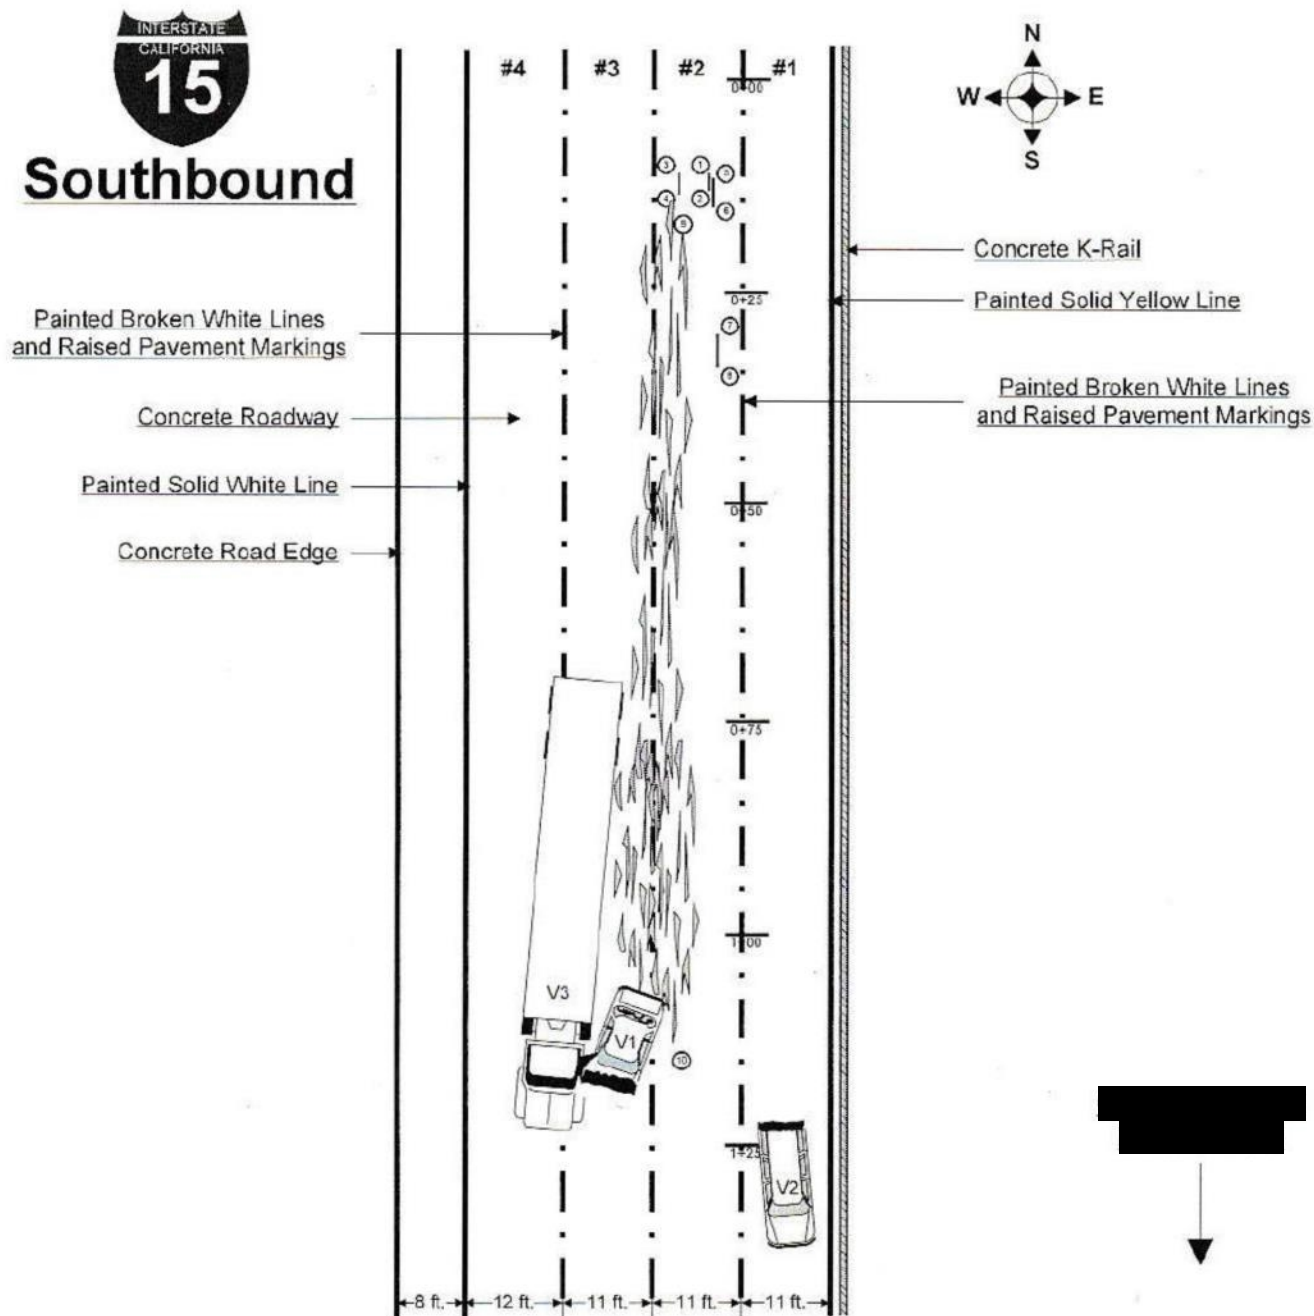 INTERSTATE
CALIFORNIA
15
Southbound
#4 #3 #2 #1
N
W E
S
0+00
3 1
4 2
6
Concrete K-Rail
Painted Solid Yellow Line
0+25
7
Painted Broken White Lines
and Raised Pavement Markings
Concrete Roadway
Painted Broken White Lines
and Raised Pavement Markings
Painted Solid White Line
0+50
Concrete Road Edge
0+75
1+00
V3
V1
10
1+25
V2
8 ft. 12 ft. 11 ft. 11 ft. 11 ft.